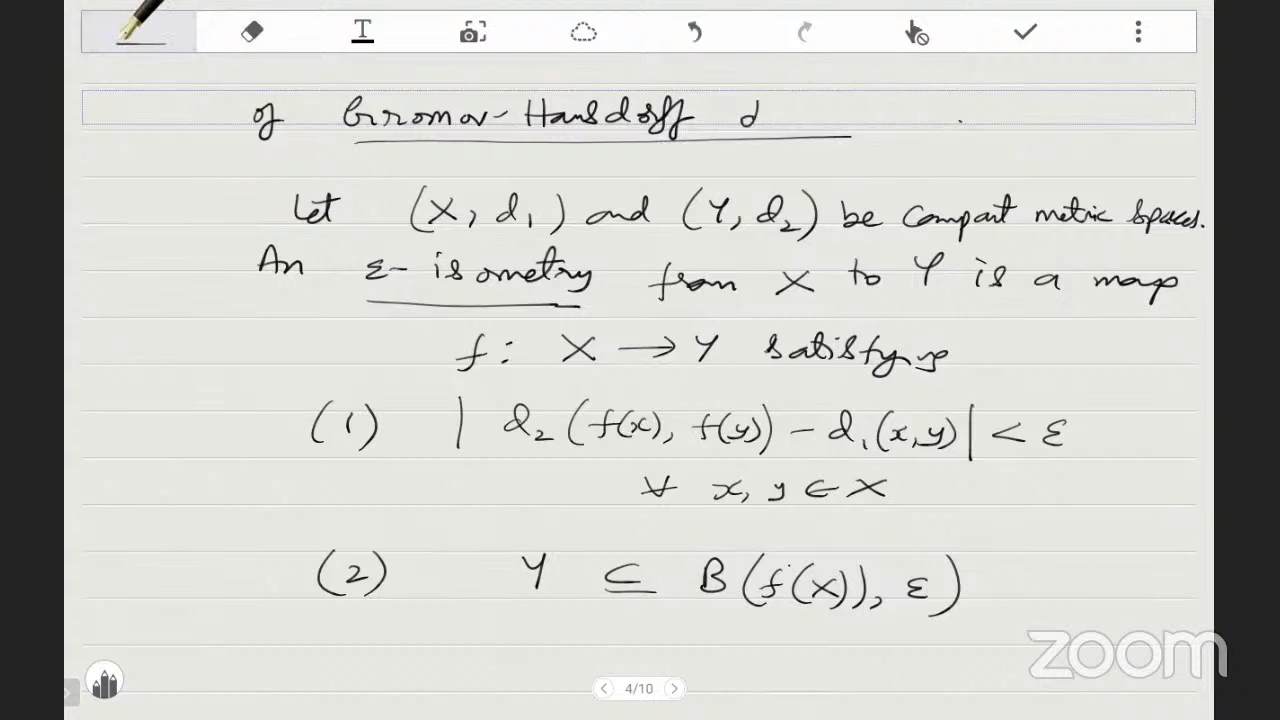 T
of Gromov-Hausdorff d
Let (X, d₁) and (Y, d₂) be compact metric spaces.
An ε-isometry from X to Y is a map
f: X → Y satisfying
(1) | d₂(f(x), f(y)) - d₁(x,y)| < ε
∀ x, y ∈ X
(2) Y ⊆ B(f(X)), ε)
zoom
4/10